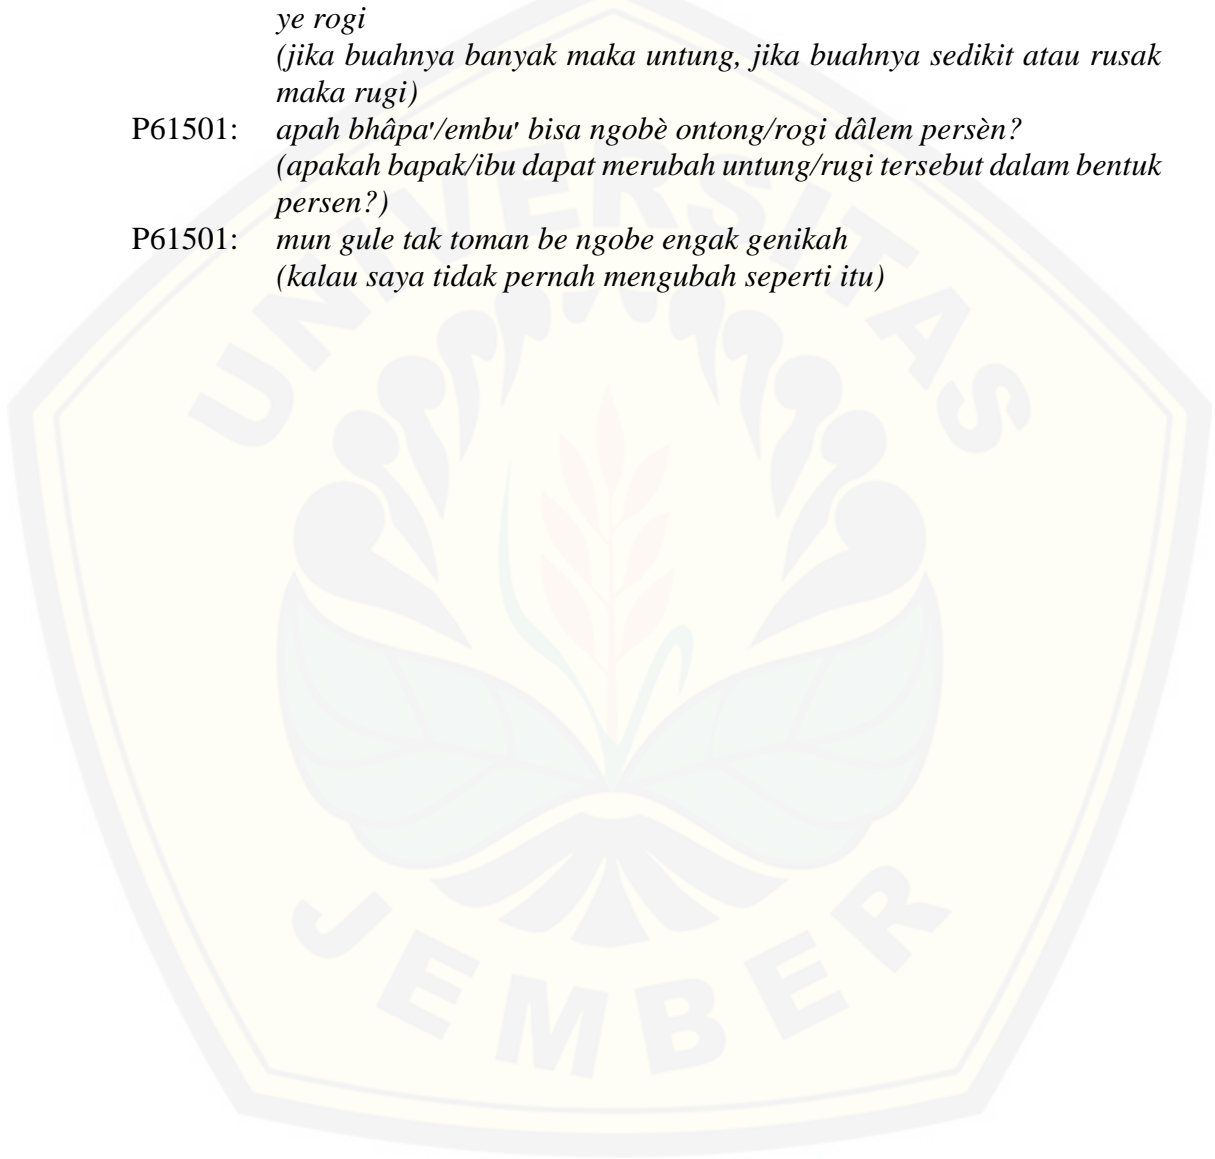 ye rogi
(jika buahnya banyak maka untung, jika buahnya sedikit atau rusak
maka rugi)
P61501: apah bhâpa'/embu' bisa ngobè ontong/rogi dâlem persèn?
(apakah bapak/ibu dapat merubah untung/rugi tersebut dalam bentuk
persen?)
P61501: mun gule tak toman be ngobe engak genikah
(kalau saya tidak pernah mengubah seperti itu)
UNIVERSITAS
JEMBER